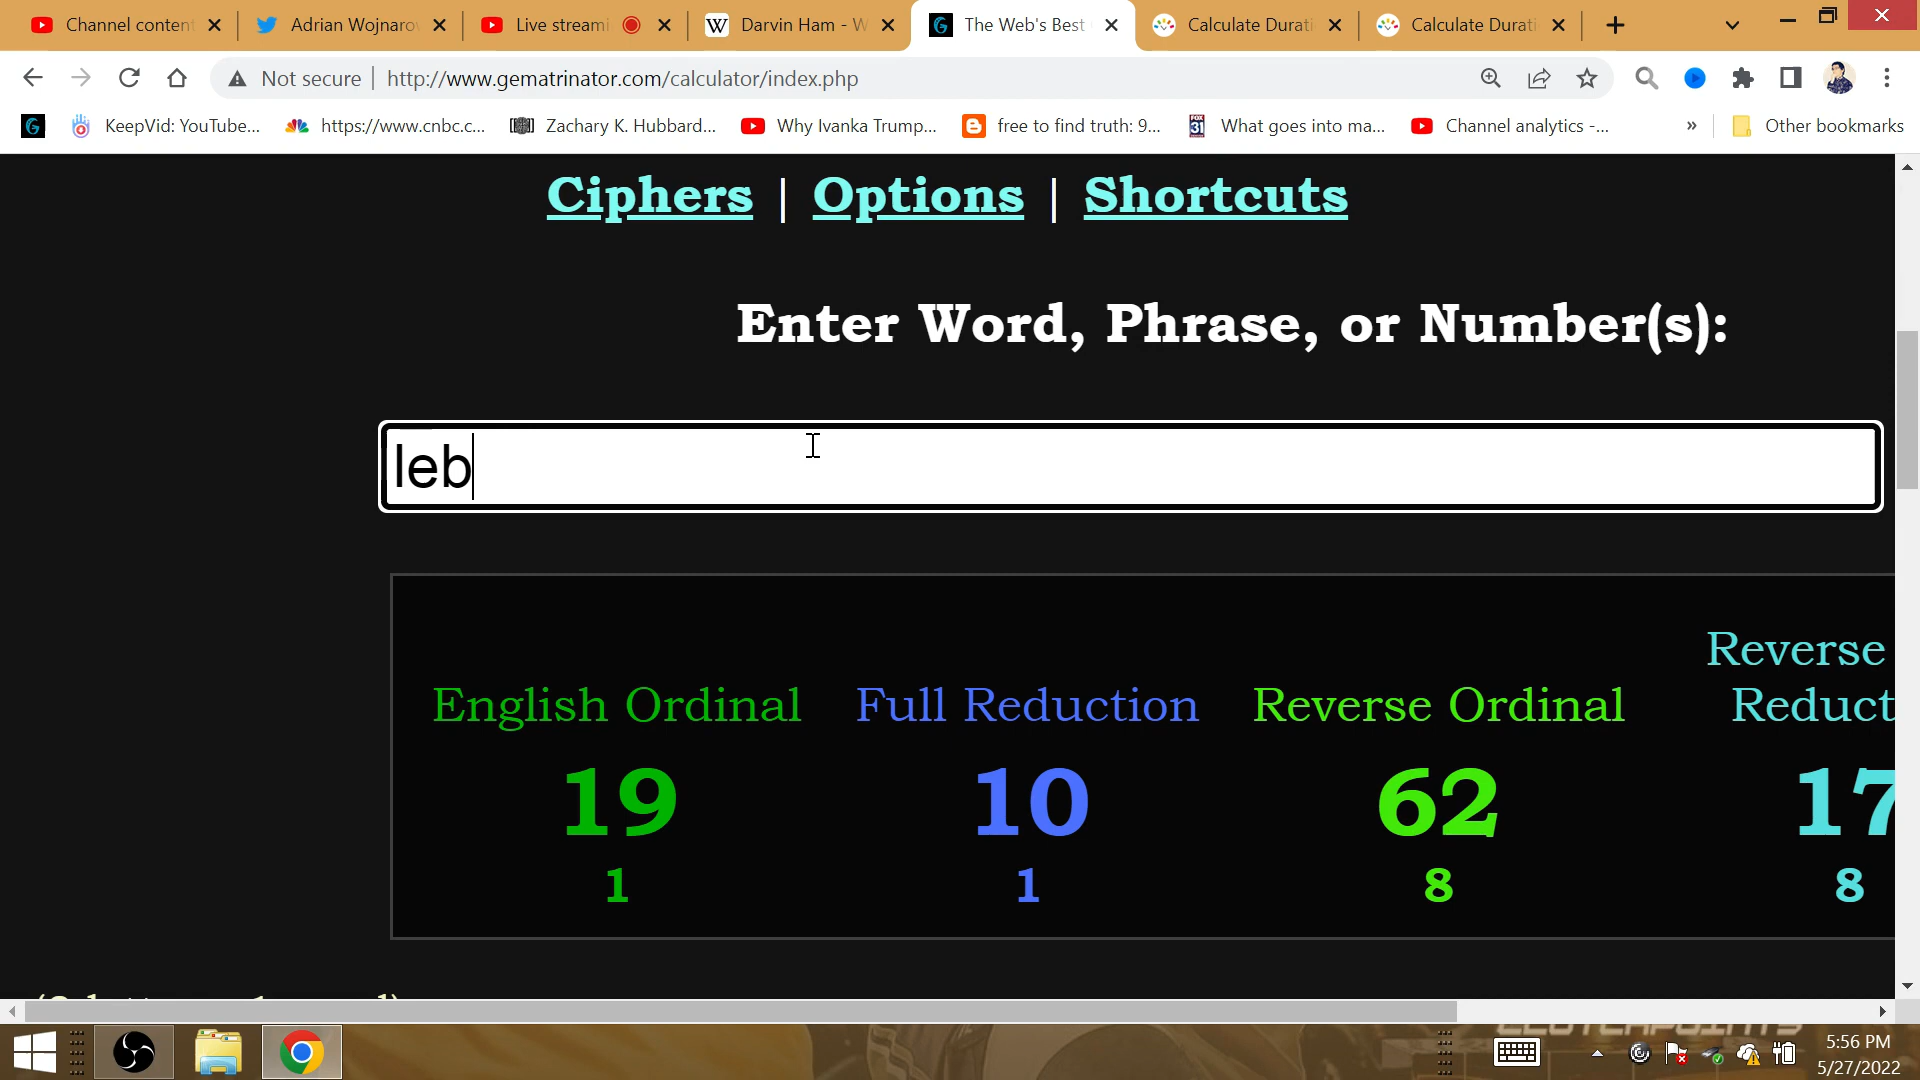 Channel content
Adrian Wojnaro
Live streami
W Darvin Ham - W
The Web's Best
Calculate Durati
Calculate Durati
Not secure http://www.gematrinator.com/calculator/index.php
KeepVid: YouTube... https://www.cnbc.c... Zachary K. Hubbard... Why Ivanka Trump... free to find truth: 9... What goes into ma... Channel analytics -... » Other bookmarks
Ciphers | Options | Shortcuts
Enter Word, Phrase, or Number(s):
leb
English Ordinal Full Reduction Reverse Ordinal Reverse
Reduct
19 10 62 17
1 1 8 8
5:56 PM
5/27/2022